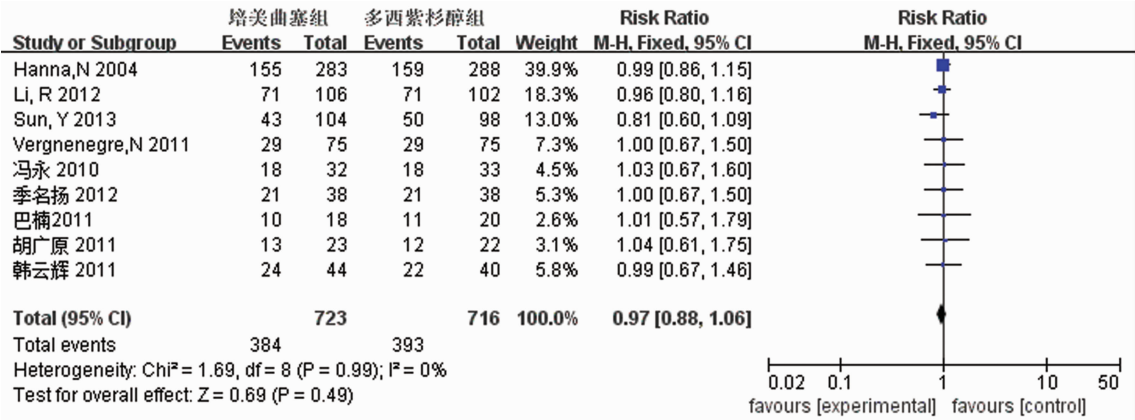 培美曲塞组 多西紫杉醇组 Risk Ratio Risk Ratio
Study or Subgroup Events Total Events Total Weight M-H, Fixed, 95% CI M-H, Fixed, 95% CI
Hanna,N 2004 155 283 159 288 39.9% 0.99 [0.86, 1.15]
Li, R 2012 71 106 71 102 18.3% 0.96 [0.80, 1.16]
Sun, Y 2013 43 104 50 98 13.0% 0.81 [0.60, 1.09]
Vergnenegre,N 2011 29 75 29 75 7.3% 1.00 [0.67, 1.50]
冯永 2010 18 32 18 33 4.5% 1.03 [0.67, 1.60]
季名扬 2012 21 38 21 38 5.3% 1.00 [0.67, 1.50]
巴楠2011 10 18 11 20 2.6% 1.01 [0.57, 1.79]
胡广原 2011 13 23 12 22 3.1% 1.04 [0.61, 1.75]
韩云辉 2011 24 44 22 40 5.8% 0.99 [0.67, 1.46]
Total (95% CI) 723 716 100.0% 0.97 [0.88, 1.06]
Total events 384 393
Heterogeneity: Chi² = 1.69, df = 8 (P = 0.99); I² = 0%
Test for overall effect: Z = 0.69 (P = 0.49)
0.02 0.1 1 10 50
favours [experimental] favours [control]